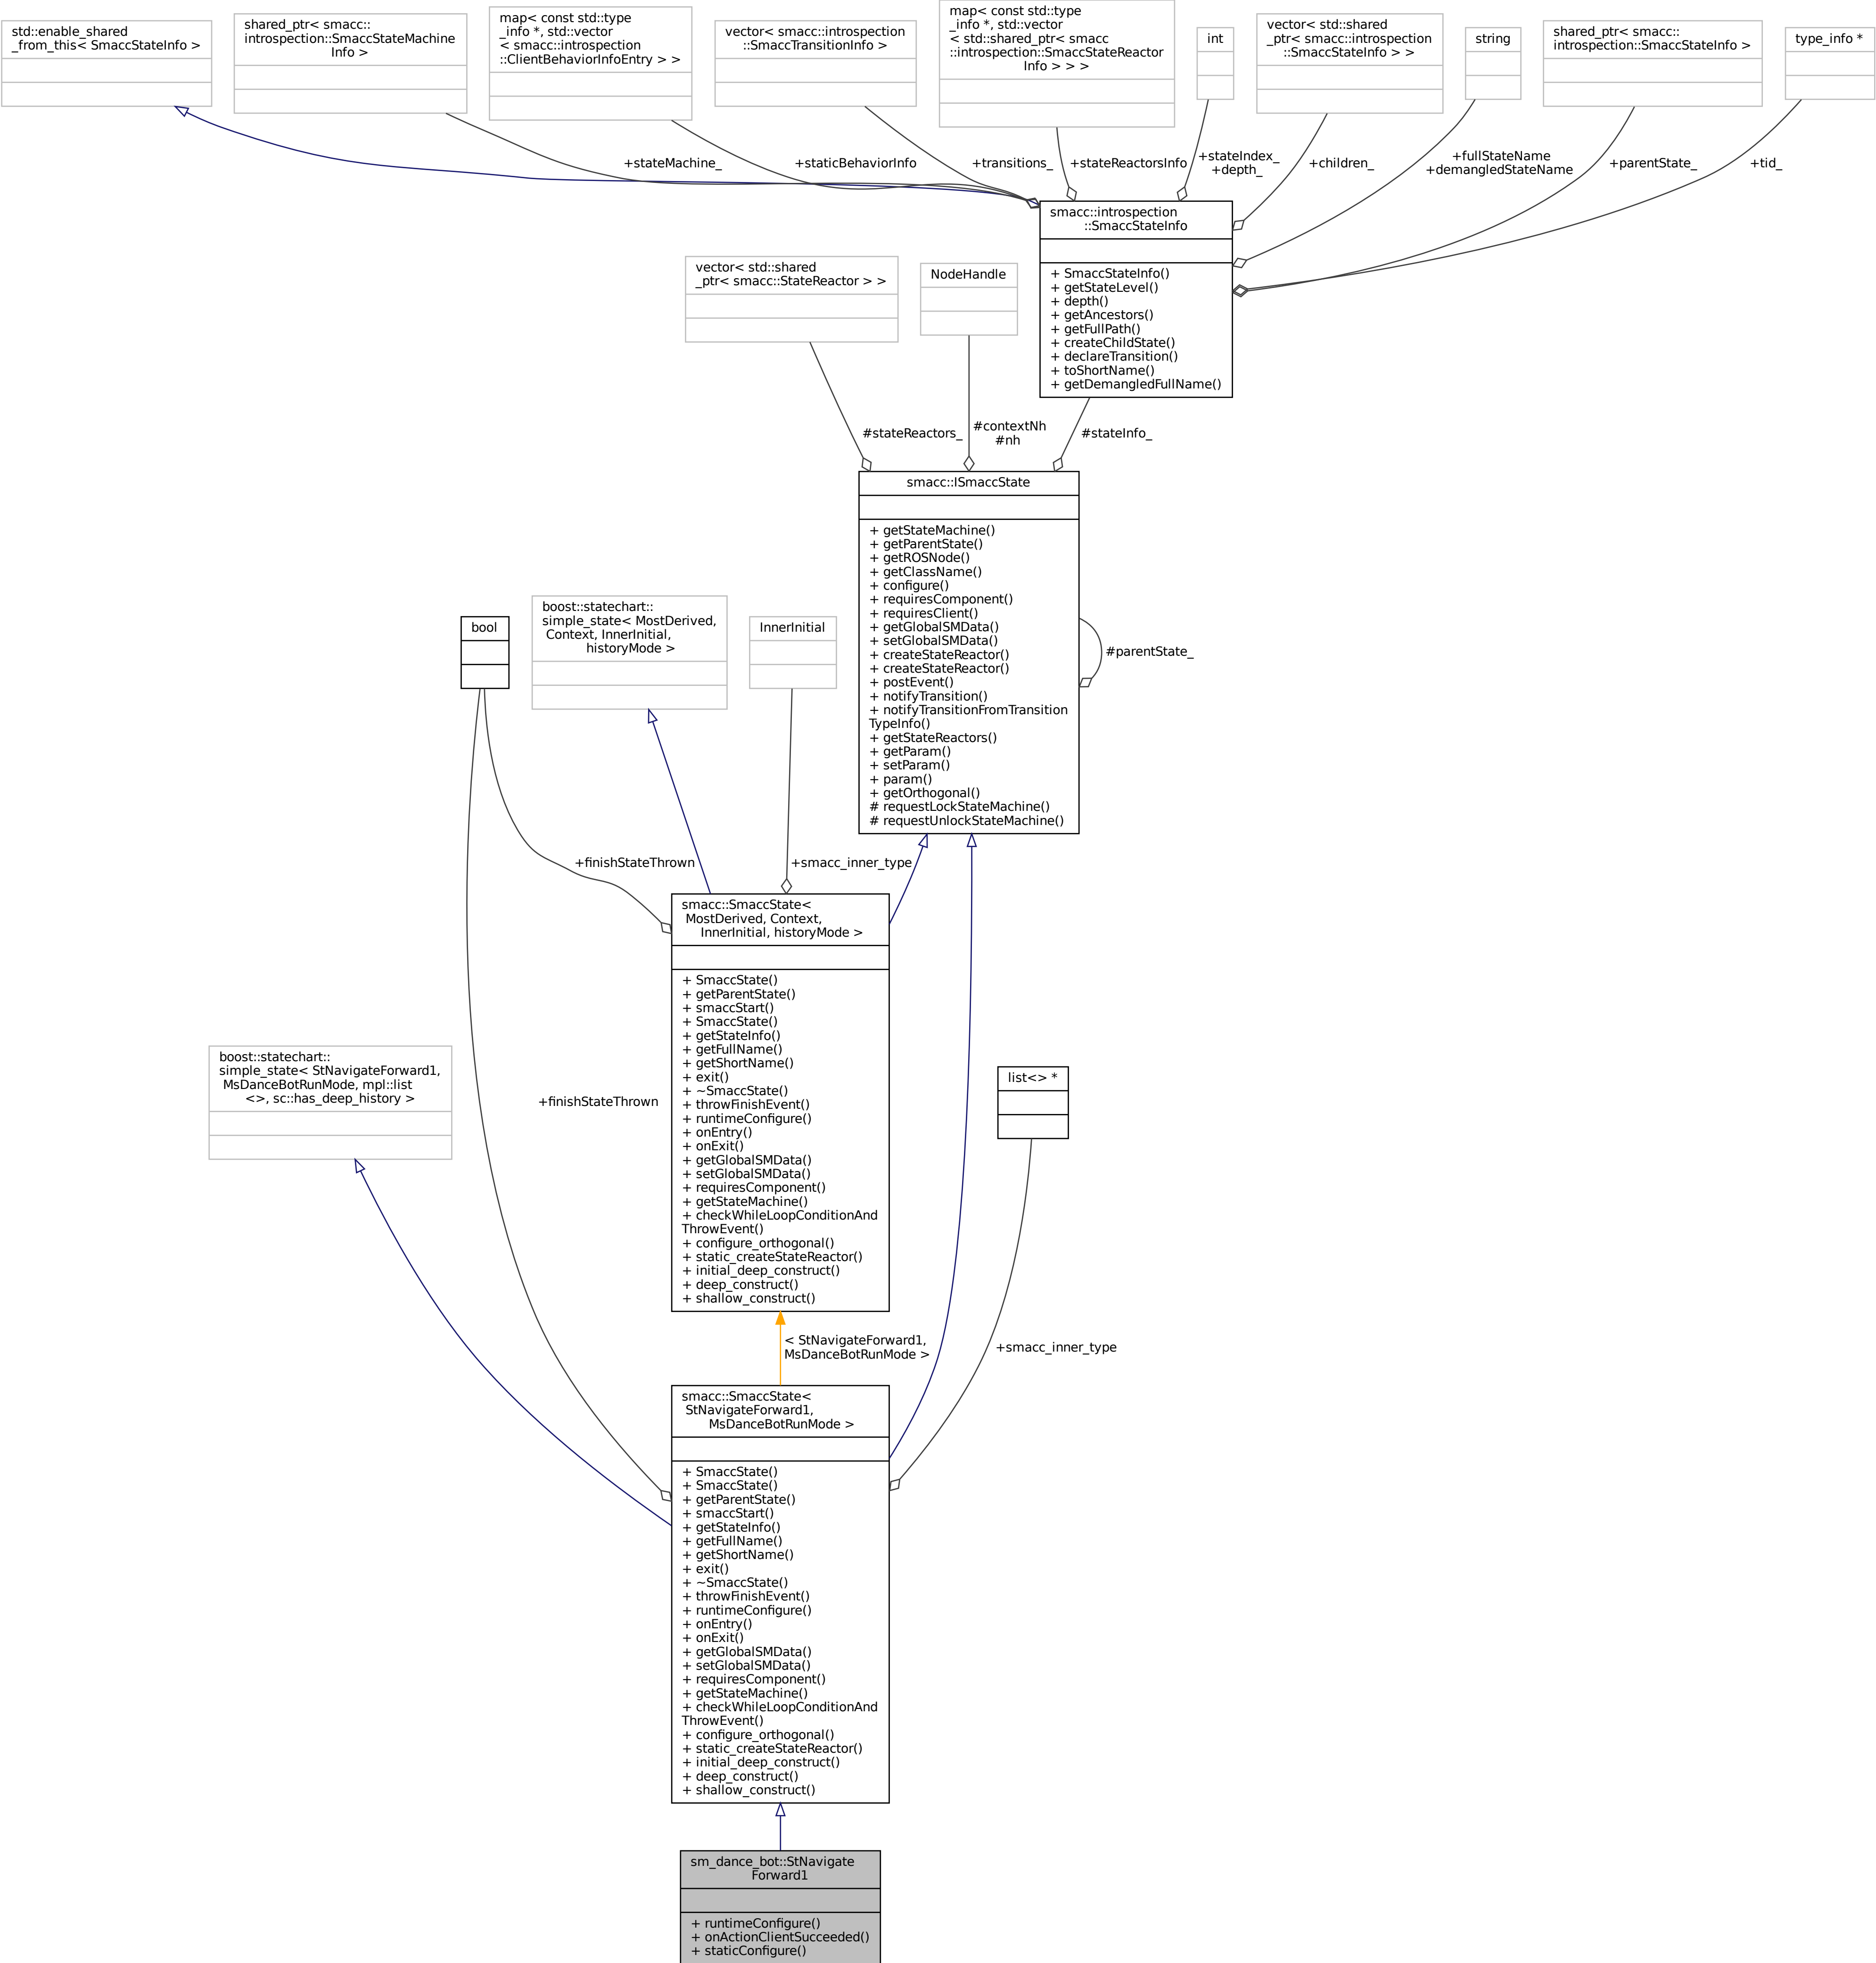 std::enable_shared
_from_this< SmaccStateInfo >
shared_ptr< smacc::
introspection::SmaccStateMachine
Info >
map< const std::type
_info *, std::vector
< smacc::introspection
::ClientBehaviorInfoEntry > >
vector< smacc::introspection
::SmaccTransitionInfo >
map< const std::type
_info *, std::vector
< std::shared_ptr< smacc
::introspection::SmaccStateReactor
Info > > >
int
vector< std::shared
_ptr< smacc::introspection
::SmaccStateInfo > >
string
shared_ptr< smacc::
introspection::SmaccStateInfo >
type_info *
+stateMachine_
+staticBehaviorInfo
+transitions_
+stateReactorsInfo
+stateIndex_
+depth_
+children_
+fullStateName
+demangledStateName
+parentState_
+tid_
smacc::introspection
::SmaccStateInfo
+ SmaccStateInfo()
+ getStateLevel()
+ depth()
+ getAncestors()
+ getFullPath()
+ createChildState()
+ declareTransition()
+ toShortName()
+ getDemangledFullName()
vector< std::shared
_ptr< smacc::StateReactor > >
NodeHandle
#stateReactors_
#contextNh
#nh
#stateInfo_
smacc::ISmaccState
+ getStateMachine()
+ getParentState()
+ getROSNode()
+ getClassName()
+ configure()
+ requiresComponent()
+ requiresClient()
+ getGlobalSMData()
+ setGlobalSMData()
+ createStateReactor()
+ createStateReactor()
+ postEvent()
+ notifyTransition()
+ notifyTransitionFromTransition
TypeInfo()
+ getStateReactors()
+ getParam()
+ setParam()
+ param()
+ getOrthogonal()
# requestLockStateMachine()
# requestUnlockStateMachine()
#parentState_
bool
boost::statechart::
simple_state< MostDerived,
Context, InnerInitial,
historyMode >
InnerInitial
+finishStateThrown
+smacc_inner_type
smacc::SmaccState<
MostDerived, Context,
InnerInitial, historyMode >
+ SmaccState()
+ getParentState()
+ smaccStart()
+ SmaccState()
+ getStateInfo()
+ getFullName()
+ getShortName()
+ exit()
+ ~SmaccState()
+ throwFinishEvent()
+ runtimeConfigure()
+ onEntry()
+ onExit()
+ getGlobalSMData()
+ setGlobalSMData()
+ requiresComponent()
+ getStateMachine()
+ checkWhileLoopConditionAnd
ThrowEvent()
+ configure_orthogonal()
+ static_createStateReactor()
+ initial_deep_construct()
+ deep_construct()
+ shallow_construct()
boost::statechart::
simple_state< StNavigateForward1,
MsDanceBotRunMode, mpl::list
<>, sc::has_deep_history >
+finishStateThrown
list<> *
< StNavigateForward1,
MsDanceBotRunMode >
+smacc_inner_type
smacc::SmaccState<
StNavigateForward1,
MsDanceBotRunMode >
+ SmaccState()
+ SmaccState()
+ getParentState()
+ smaccStart()
+ getStateInfo()
+ getFullName()
+ getShortName()
+ exit()
+ ~SmaccState()
+ throwFinishEvent()
+ runtimeConfigure()
+ onEntry()
+ onExit()
+ getGlobalSMData()
+ setGlobalSMData()
+ requiresComponent()
+ getStateMachine()
+ checkWhileLoopConditionAnd
ThrowEvent()
+ configure_orthogonal()
+ static_createStateReactor()
+ initial_deep_construct()
+ deep_construct()
+ shallow_construct()
sm_dance_bot::StNavigate
Forward1
+ runtimeConfigure()
+ onActionClientSucceeded()
+ staticConfigure()